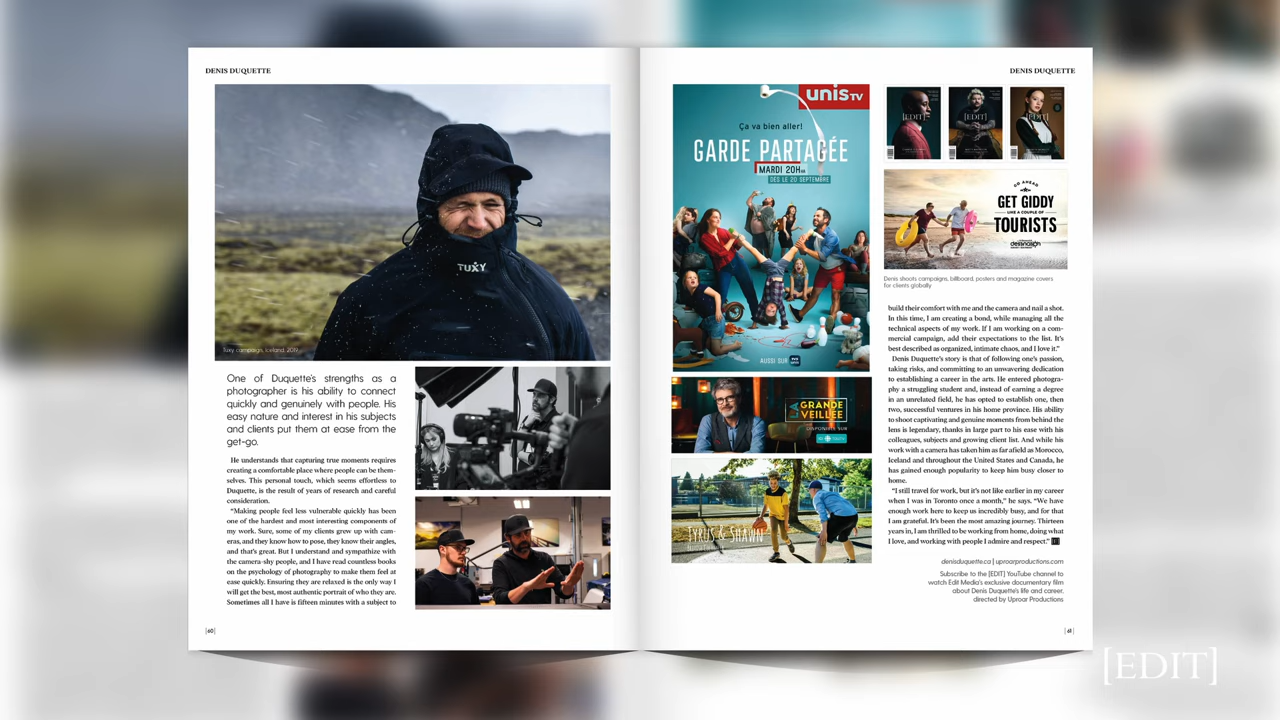 DENIS DUQUETTE
TUXY
Tuxy campaign, Iceland, 2019
One of Duquette's strengths as a
photographer is his ability to connect
quickly and genuinely with people. His
easy nature and interest in his subjects
and clients put them at ease from the
get-go.
He understands that capturing true moments requires
creating a comfortable place where people can be them-
selves. This personal touch, which seems effortless to
Duquette, is the result of years of research and careful
consideration.
"Making people feel less vulnerable quickly has been
one of the hardest and most interesting components of
my work. Sure, some of my clients grew up with cam-
eras, and they know how to pose, they know their angles,
and that's great. But I understand and sympathize with
the camera-shy people, and I have read countless books
on the psychology of photography to make them feel at
ease quickly. Ensuring they are relaxed is the only way I
will get the best, most authentic portrait of who they are.
Sometimes all I have is fifteen minutes with a subject to
[60]
DENIS DUQUETTE
unis TV
Ça va bien aller!
GARDE PARTAGÉE
MARDI 20H
DÈS LE 20 SEPTEMBRE
AUSSI SUR
LA GRANDE
VEILLÉE
DISPONIBLE SUR
TYRUS & SHAWN
[EDIT]
[EDIT]
[EDIT]
GO AHEAD
GET GIDDY
LIKE A COUPLE OF
TOURISTS
Denis shoots campaigns, billboard, posters and magazine covers
for clients globally
build their comfort with me and the camera and nail a shot.
In this time, I am creating a bond, while managing all the
technical aspects of my work. If I am working on a com-
mercial campaign, add their expectations to the list. It's
best described as organized, intimate chaos, and I love it."
Denis Duquette's story is that of following one's passion,
taking risks, and committing to an unwavering dedication
to establishing a career in the arts. He entered photogra-
phy a struggling student and, instead of earning a degree
in an unrelated field, he has opted to establish one, then
two, successful ventures in his home province. His ability
to shoot captivating and genuine moments from behind the
lens is legendary, thanks in large part to his ease with his
colleagues, subjects and growing client list. And while his
work with a camera has taken him as far afield as Morocco,
Iceland and throughout the United States and Canada, he
has gained enough popularity to keep him busy closer to
home.
"I still travel for work, but it's not like earlier in my career
when I was in Toronto once a month," he says. "We have
enough work here to keep us incredibly busy, and for that
I am grateful. It's been the most amazing journey. Thirteen
years in, I am thrilled to be working from home, doing what
I love, and working with people I admire and respect."
denisduquette.ca | uproarproductions.com
Subscribe to the [EDIT] YouTube channel to
watch Edit Media's exclusive documentary film
about Denis Duquette's life and career,
directed by Uproar Productions
[61]
[EDIT]